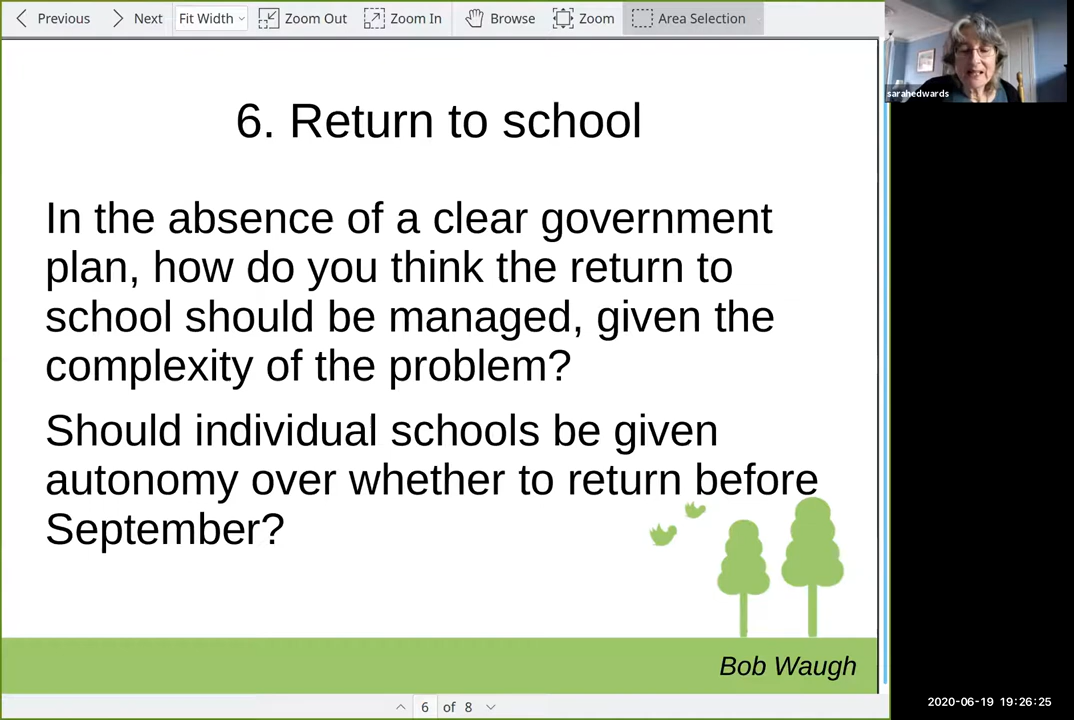 Previous Next Fit Width Zoom Out Zoom In Browse Zoom Area Selection
sarahedwards
6. Return to school
In the absence of a clear government
plan, how do you think the return to
school should be managed, given the
complexity of the problem?
Should individual schools be given
autonomy over whether to return before
September?
Bob Waugh
6 of 8
2020-06-19 19:26:25